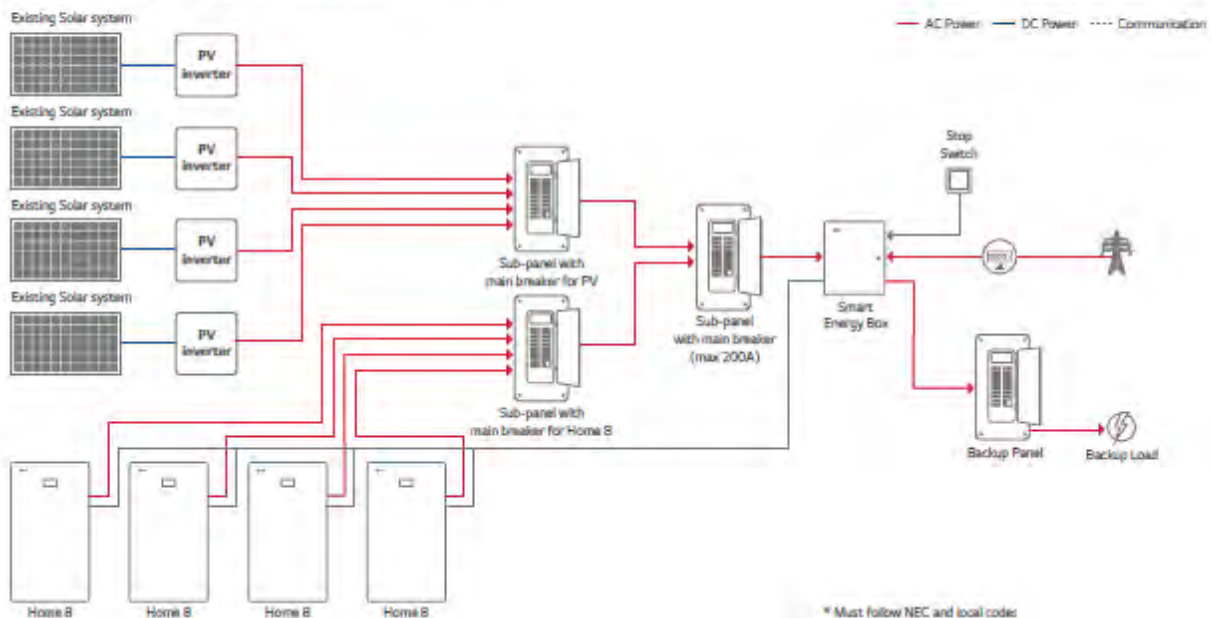 Existing Solar system
PV
inverter
AC Power
DC Power
Communication
Existing Solar system
PV
inverter
Stop
Switch
Existing Solar system
PV
inverter
Sub-panel with
main breaker for PV
Existing Solar system
PV
inverter
Sub-panel
with main breaker
(max 200A)
Smart
Energy Box
Sub-panel with
main breaker for Home 8
Backup Panel
Backup Load
Home 8
Home 8
Home 8
Home 8
* Must follow NEC and local codes